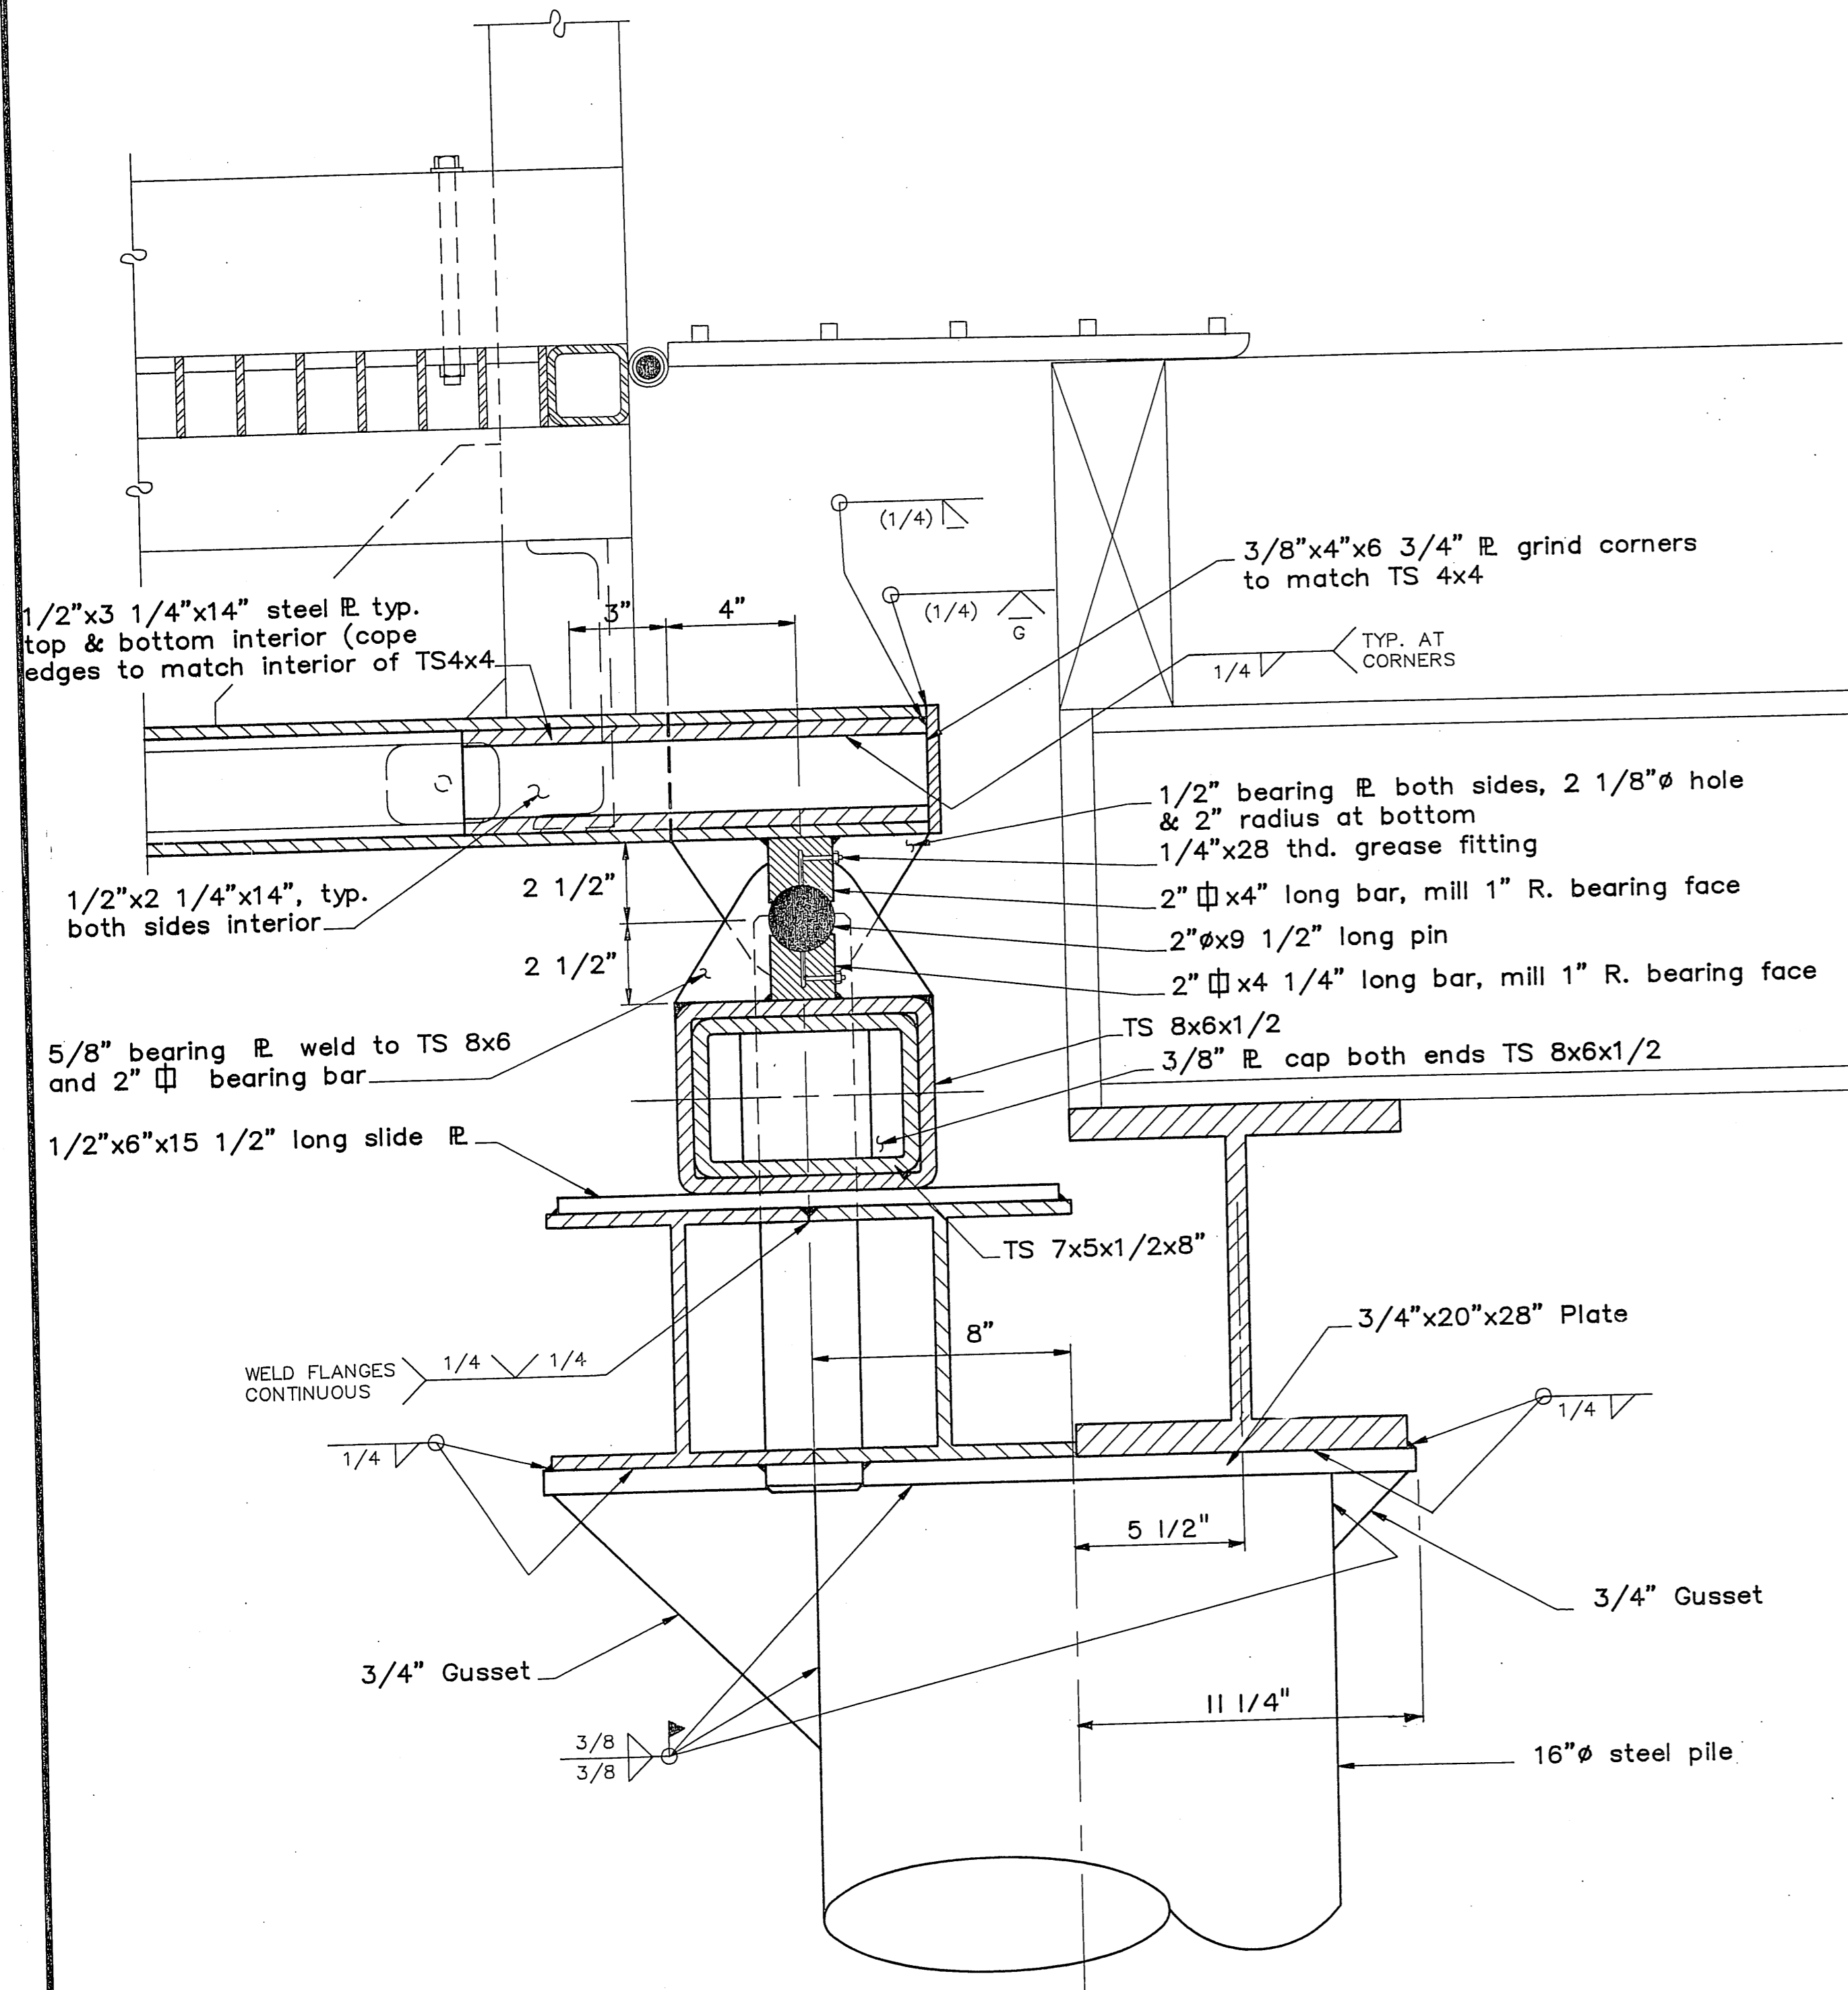 (1/4)
3/8"x4"x6 3/4" ℙL grind corners
to match TS 4x4
1/2"x3 1/4"x14" steel ℙL typ.
top & bottom interior (cope
edges to match interior of TS4x4
3"
4"
(1/4)
G
1/4
TYP. AT
CORNERS
1/2" bearing ℙL both sides, 2 1/8"ø hole
& 2" radius at bottom
1/4"x28 thd. grease fitting
2" x4" long bar, mill 1" R. bearing face
2"øx9 1/2" long pin
2" x4 1/4" long bar, mill 1" R. bearing face
1/2"x2 1/4"x14", typ.
both sides interior
2 1/2"
2 1/2"
5/8" bearing ℙL weld to TS 8x6
and 2" bearing bar
TS 8x6x1/2
3/8" ℙL cap both ends TS 8x6x1/2
1/2"x6"x15 1/2" long slide ℙL
TS 7x5x1/2x8"
8"
3/4"x20"x28" Plate
WELD FLANGES
CONTINUOUS
1/4 1/4
1/4
1/4
5 1/2"
3/4" Gusset
3/4" Gusset
11 1/4"
3/8
3/8
16"ø steel pile